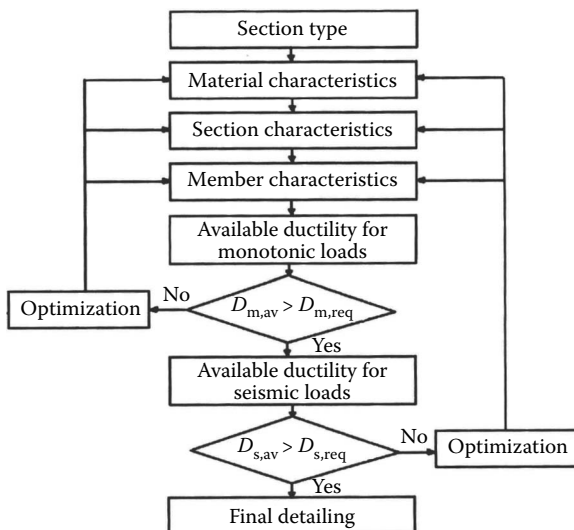 Section type
Material characteristics
Section characteristics
Member characteristics
Available ductility for
monotonic loads
No
Optimization
D_m,av > D_m,req
Yes
Available ductility for
seismic loads
D_s,av > D_s,req
No
Optimization
Yes
Final detailing